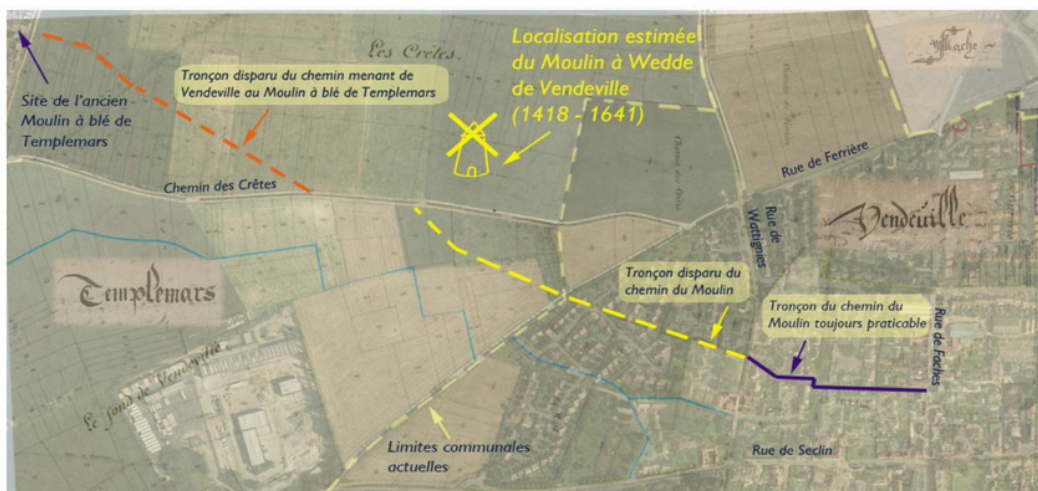 Les Crêtes
Localisation estimée
du Moulin à Wedde
de Vendeville
(1418 - 1641)
Tronçon disparu du chemin menant de
Vendeville au Moulin à blé de Templemars
Site de l'ancien
Moulin à blé de
Templemars
Chemin des Crêtes
Rue de Ferrière
Rue de
Wattignies
Vendeville
Templemars
Tronçon disparu du
chemin du Moulin
Tronçon du chemin du
Moulin toujours praticable
Rue de Faches
Le fond de Vendeville
Limites communales
actuelles
Rue de Seclin